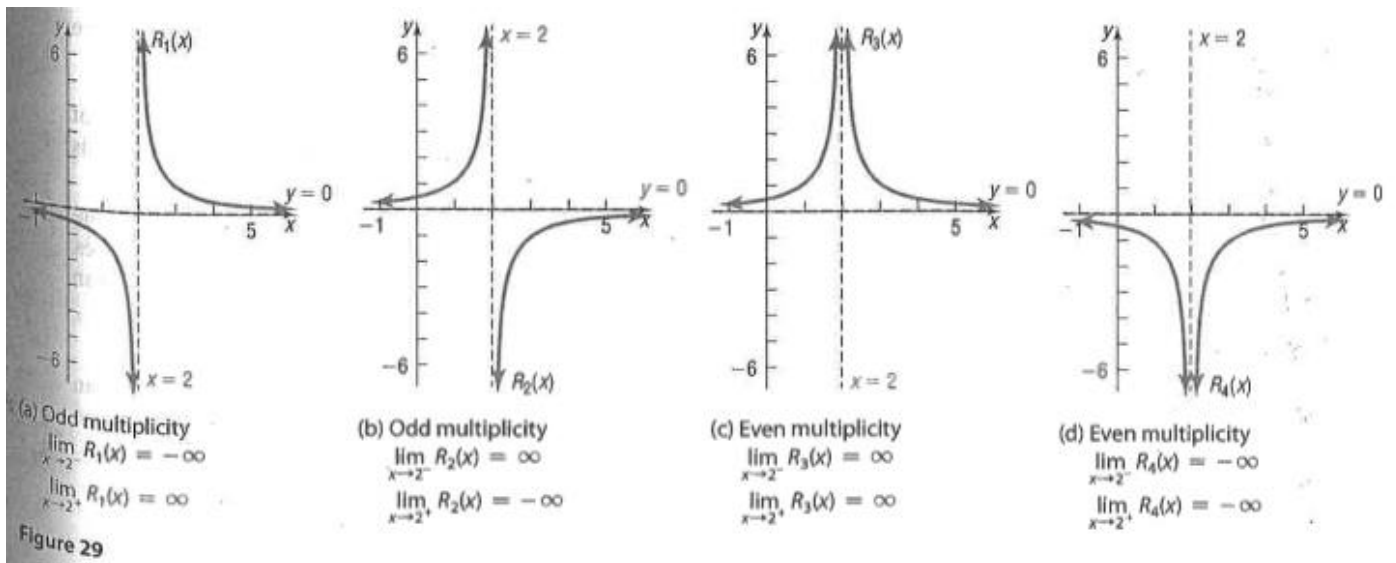 y
6
R₁(x)
y = 0
-1
5
x
-6
x = 2
(a) Odd multiplicity
lim x→2⁻ R₁(x) = −∞
lim x→2⁺ R₁(x) = ∞
y
6
x = 2
y = 0
-1
5
x
-6
R₂(x)
(b) Odd multiplicity
lim x→2⁻ R₂(x) = ∞
lim x→2⁺ R₂(x) = −∞
y
6
R₃(x)
y = 0
-1
5
x
-6
x = 2
(c) Even multiplicity
lim x→2⁻ R₃(x) = ∞
lim x→2⁺ R₃(x) = ∞
y
6
x = 2
y = 0
-1
5
x
-6
R₄(x)
(d) Even multiplicity
lim x→2⁻ R₄(x) = −∞
lim x→2⁺ R₄(x) = −∞
Figure 29